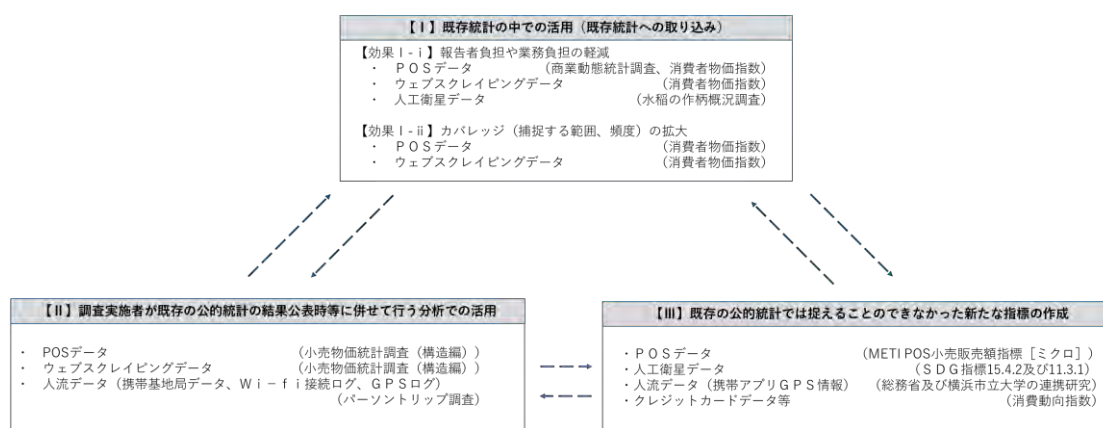 【Ⅰ】既存統計の中での活用（既存統計への取り込み）
【効果Ⅰ-ⅰ】報告者負担や業務負担の軽減
・ ＰＯＳデータ （商業動態統計調査、消費者物価指数）
・ ウェブスクレイピングデータ （消費者物価指数）
・ 人工衛星データ （水稲の作柄概況調査）
【効果Ⅰ-ⅱ】カバレッジ（捕捉する範囲、頻度）の拡大
・ ＰＯＳデータ （消費者物価指数）
・ ウェブスクレイピングデータ （消費者物価指数）
【Ⅱ】調査実施者が既存の公的統計の結果公表時等に併せて行う分析での活用
・ POSデータ （小売物価統計調査（構造編））
・ ウェブスクレイピングデータ （小売物価統計調査（構造編））
・ 人流データ（携帯基地局データ、Ｗｉ－ｆｉ接続ログ、ＧＰＳログ）
（パーソントリップ調査）
【Ⅲ】既存の公的統計では捉えることのできなかった新たな指標の作成
・ＰＯＳデータ （METI POS小売販売額指標［ミクロ］）
・人工衛星データ （ＳＤＧ指標15.4.2及び11.3.1）
・人流データ（携帯アプリＧＰＳ情報） （総務省及び横浜市立大学の連携研究）
・クレジットカードデータ等 （消費動向指数）